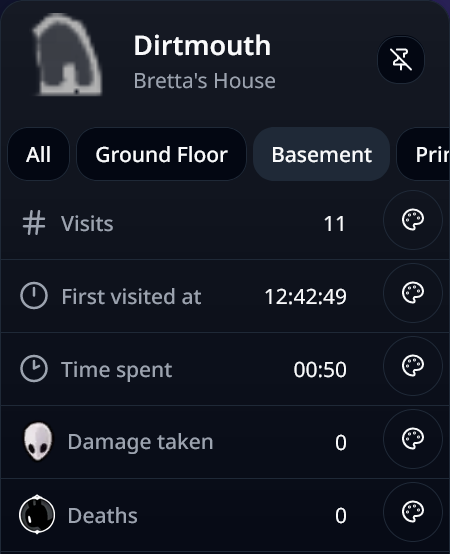 Dirtmouth
Bretta's House
All Ground Floor Basement Prin
Visits 11
First visited at 12:42:49
Time spent 00:50
Damage taken 0
Deaths 0